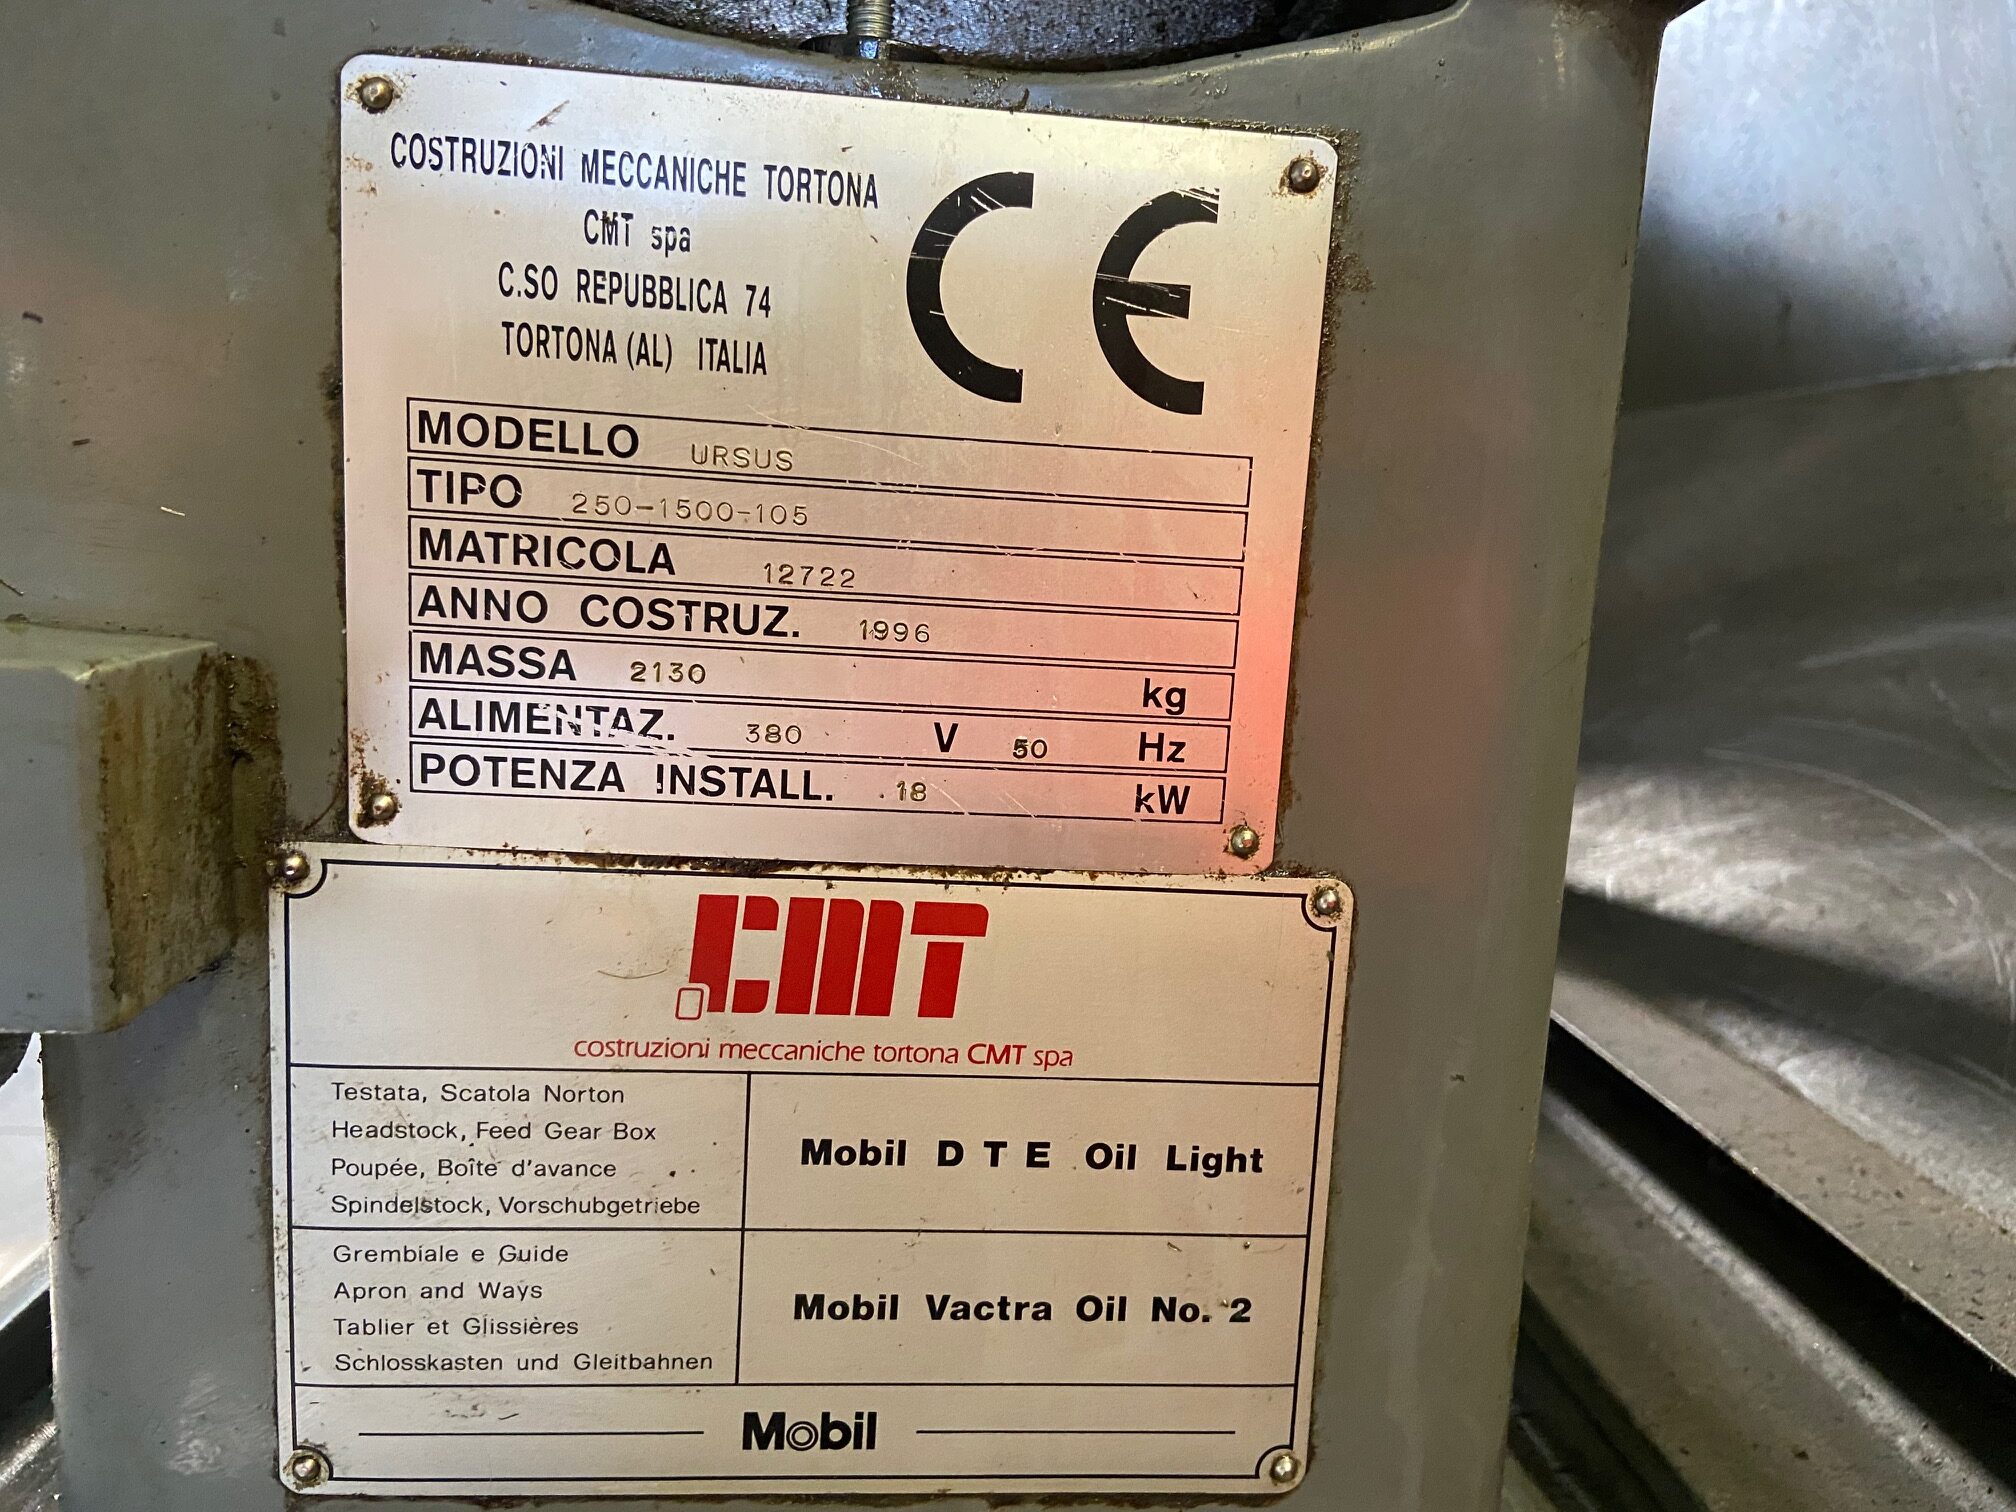 COSTRUZIONI MECCANICHE TORTONA
CMT spa
C.SO REPUBBLICA 74
TORTONA (AL) ITALIA
CE
MODELLO URSUS
TIPO 250-1500-105
MATRICOLA 12722
ANNO COSTRUZ. 1996
MASSA 2130 kg
ALIMENTAZ. 380 V 50 Hz
POTENZA INSTALL. 18 kW
CMT
costruzioni meccaniche tortona CMT spa
Testata, Scatola Norton
Headstock, Feed Gear Box
Poupée, Boîte d'avance
Spindelstock, Vorschubgetriebe
Mobil D T E Oil Light
Grembiale e Guide
Apron and Ways
Tablier et Glissières
Schlosskasten und Gleitbahnen
Mobil Vactra Oil No. 2
Mobil